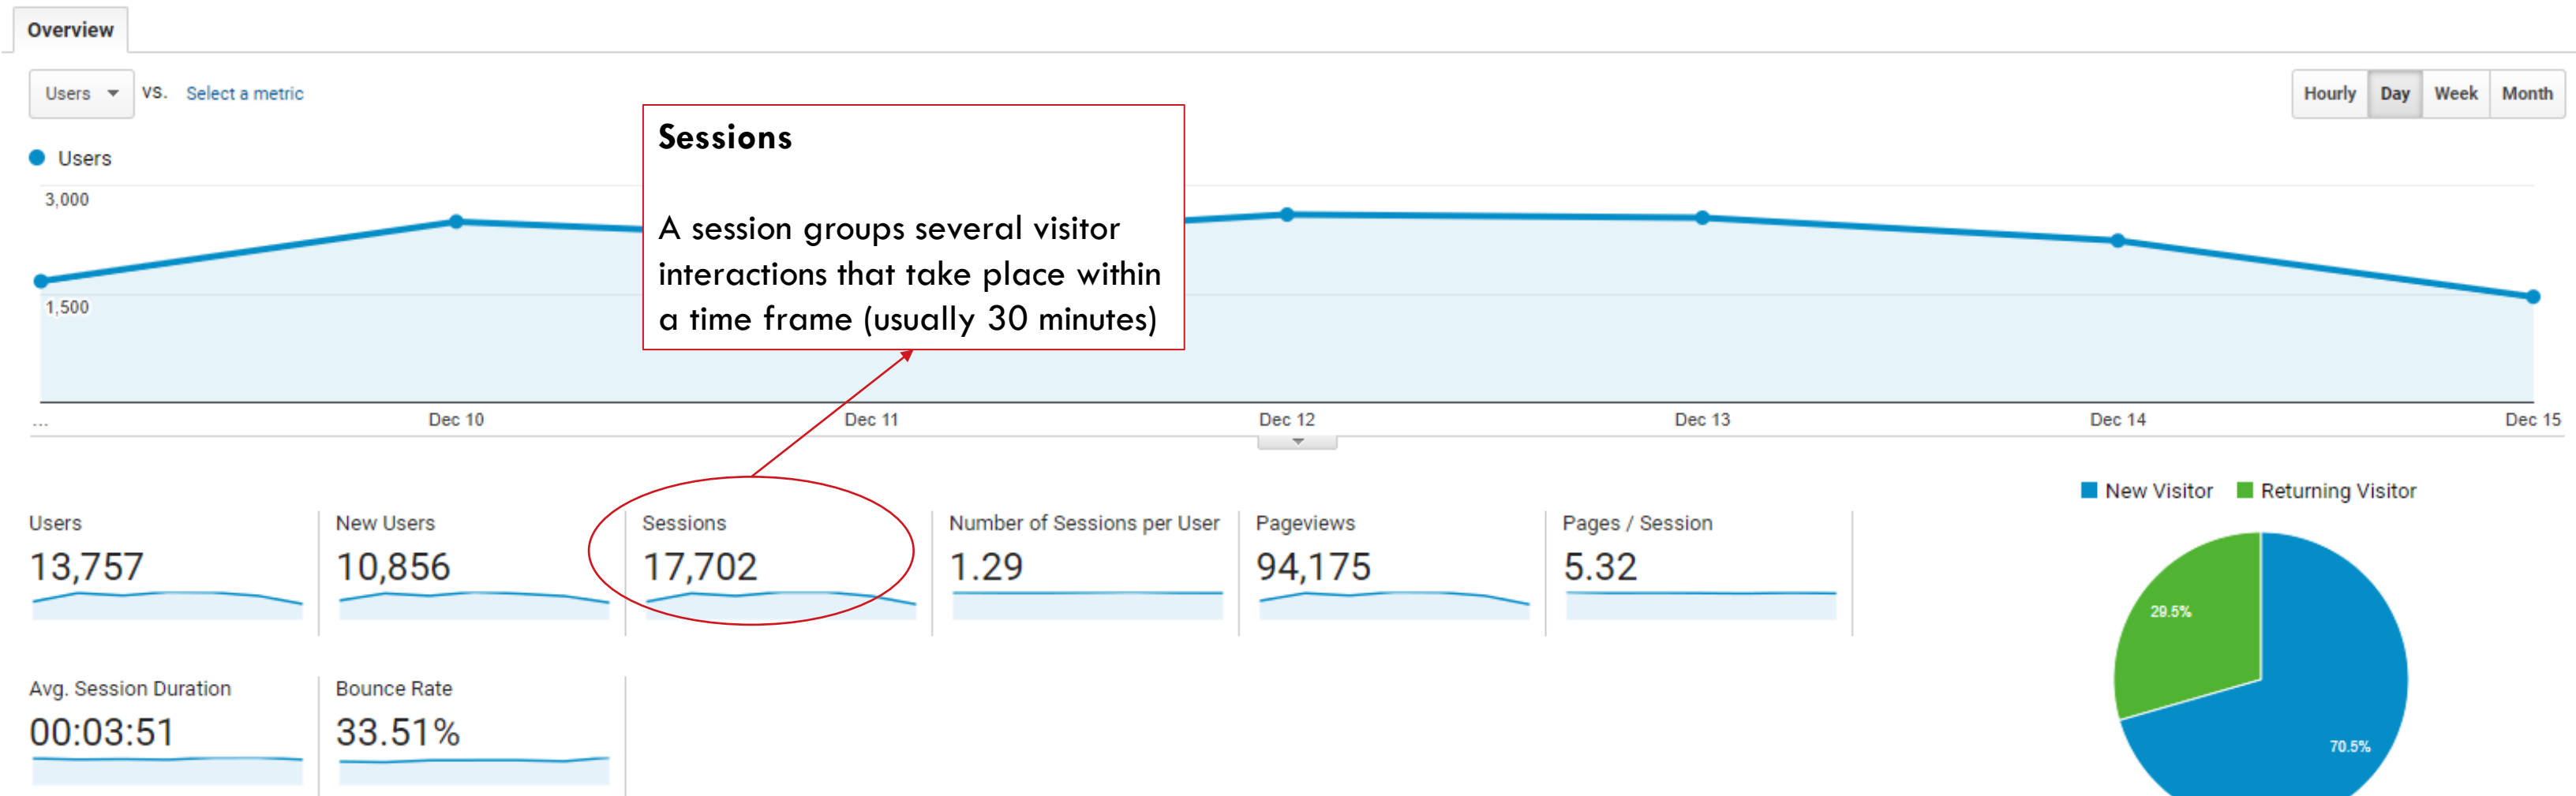 Overview
Users vs. Select a metric
Hourly Day Week Month
Users
3,000
1,500
Sessions
A session groups several visitor
interactions that take place within
a time frame (usually 30 minutes)
... Dec 10 Dec 11 Dec 12 Dec 13 Dec 14 Dec 15
New Visitor Returning Visitor
Users New Users Sessions Number of Sessions per User Pageviews Pages / Session
13,757 10,856 17,702 1.29 94,175 5.32
29.5%
Avg. Session Duration Bounce Rate
00:03:51 33.51%
70.5%